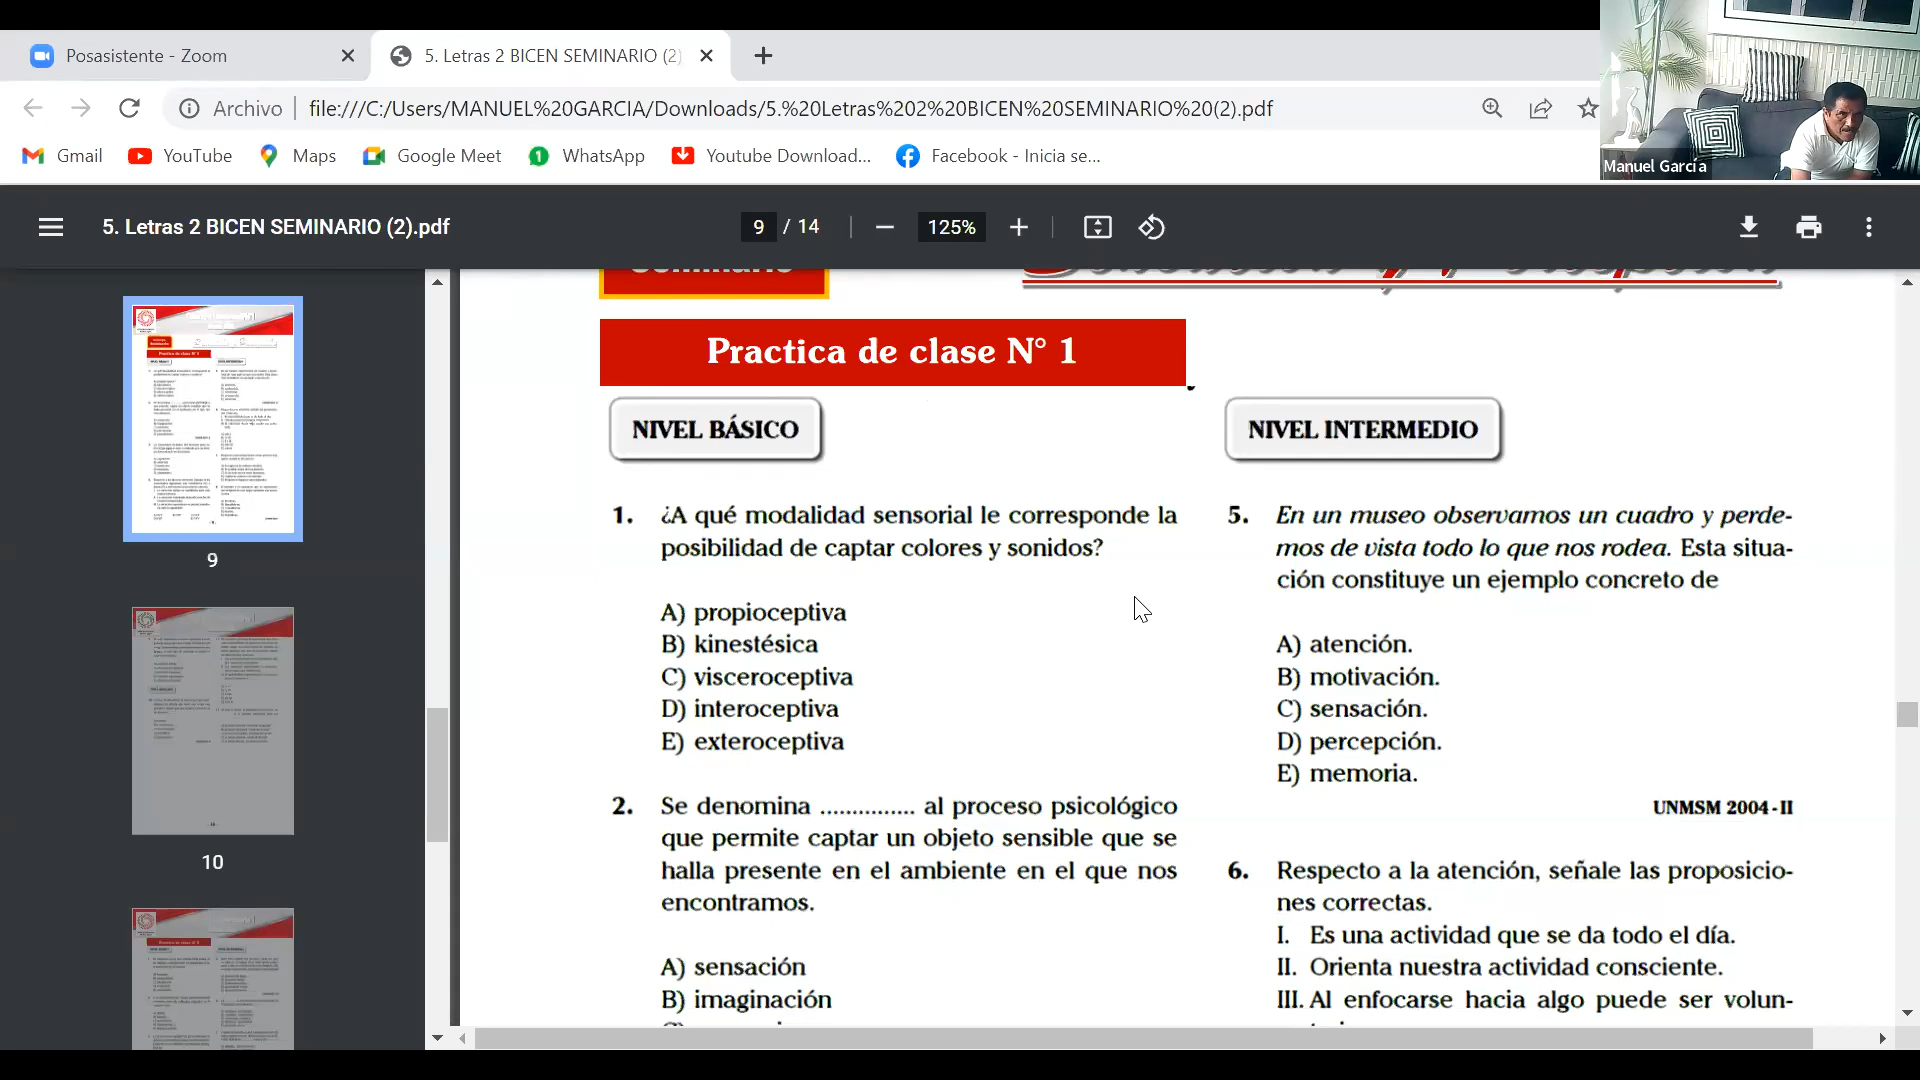 Posasistente - Zoom
5. Letras 2 BICEN SEMINARIO (2)
Archivo
file:///C:/Users/MANUEL%20GARCIA/Downloads/5.%20Letras%202%20BICEN%20SEMINARIO%20(2).pdf
Gmail
YouTube
Maps
Google Meet
WhatsApp
Youtube Download...
Facebook - Inicia se...
Manuel García
5. Letras 2 BICEN SEMINARIO (2).pdf
9 / 14
125%
9
10
Practica de clase N° 1
NIVEL BÁSICO
1. ¿A qué modalidad sensorial le corresponde la
posibilidad de captar colores y sonidos?
A) propioceptiva
B) kinestésica
C) visceroceptiva
D) interoceptiva
E) exteroceptiva
2. Se denomina ............... al proceso psicológico
que permite captar un objeto sensible que se
halla presente en el ambiente en el que nos
encontramos.
A) sensación
B) imaginación
NIVEL INTERMEDIO
5. En un museo observamos un cuadro y perde-
mos de vista todo lo que nos rodea. Esta situa-
ción constituye un ejemplo concreto de
A) atención.
B) motivación.
C) sensación.
D) percepción.
E) memoria.
UNMSM 2004-II
6. Respecto a la atención, señale las proposicio-
nes correctas.
I. Es una actividad que se da todo el día.
II. Orienta nuestra actividad consciente.
III. Al enfocarse hacia algo puede ser volun-